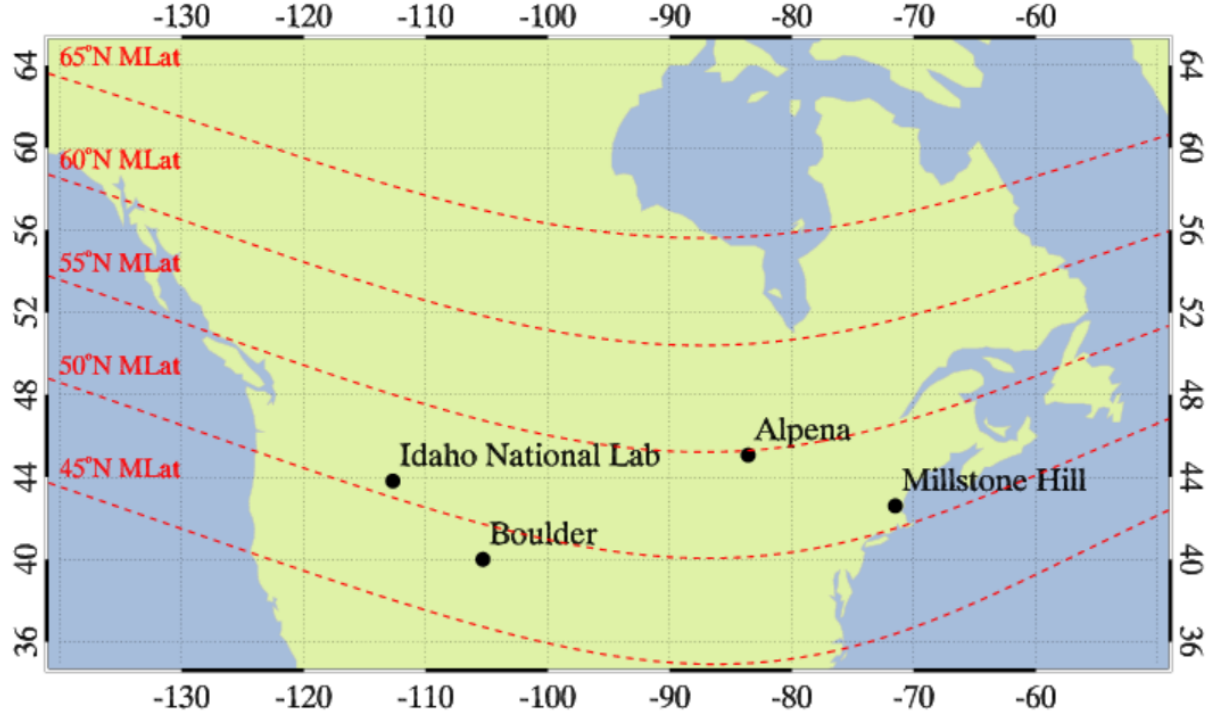 -130 -120 -110 -100 -90 -80 -70 -60
64 64
65°N MLat
60 60
60°N MLat
56 56
55°N MLat
52 52
50°N MLat
48 48
Alpena
Idaho National Lab
45°N MLat
44 44
Millstone Hill
Boulder
40 40
36 36
-130 -120 -110 -100 -90 -80 -70 -60